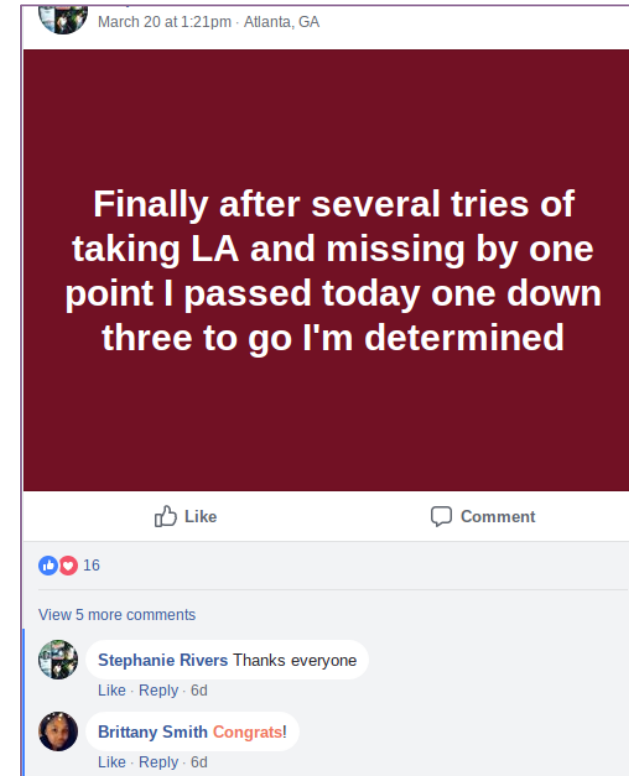 March 20 at 1:21pm · Atlanta, GA
Finally after several tries of
taking LA and missing by one
point I passed today one down
three to go I'm determined
Like
Comment
16
View 5 more comments
Stephanie Rivers Thanks everyone
Like · Reply · 6d
Brittany Smith Congrats!
Like · Reply · 6d